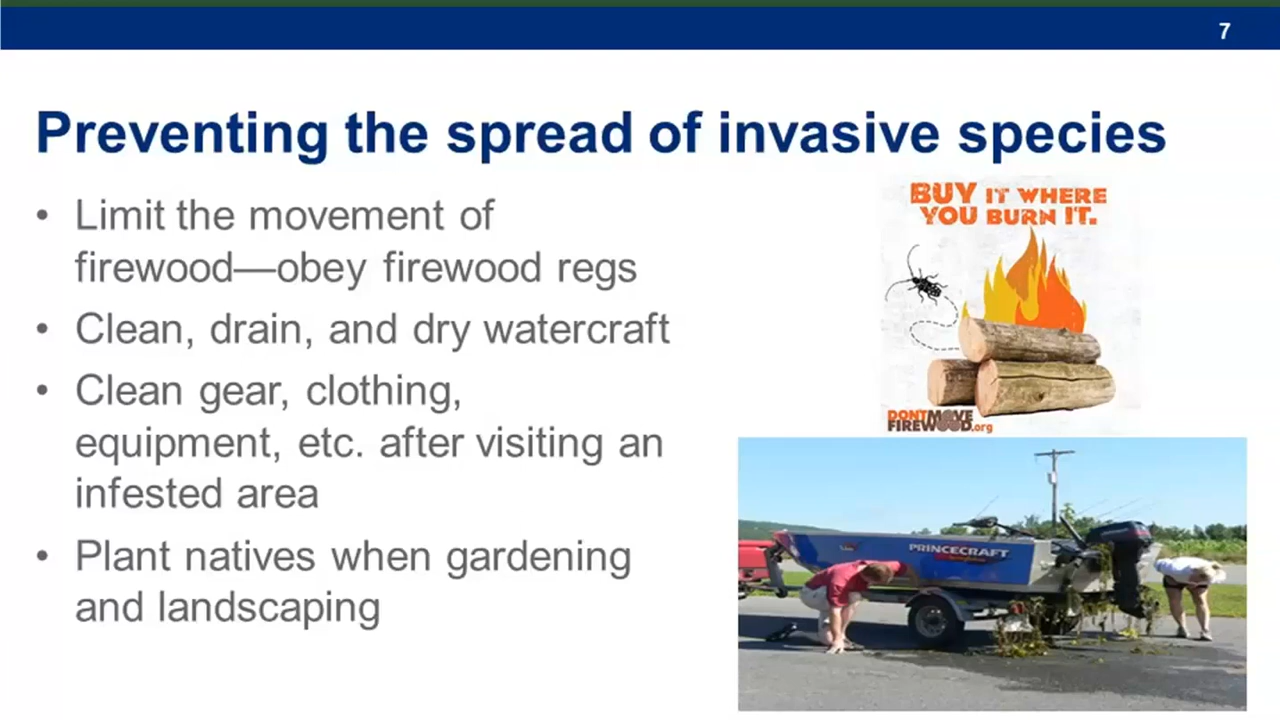 7
Preventing the spread of invasive species
• Limit the movement of
firewood—obey firewood regs
• Clean, drain, and dry watercraft
• Clean gear, clothing,
equipment, etc. after visiting an
infested area
• Plant natives when gardening
and landscaping
BUY IT WHERE
YOU BURN IT.
DONTMOVE
FIREWOOD.org
PRINCECRAFT